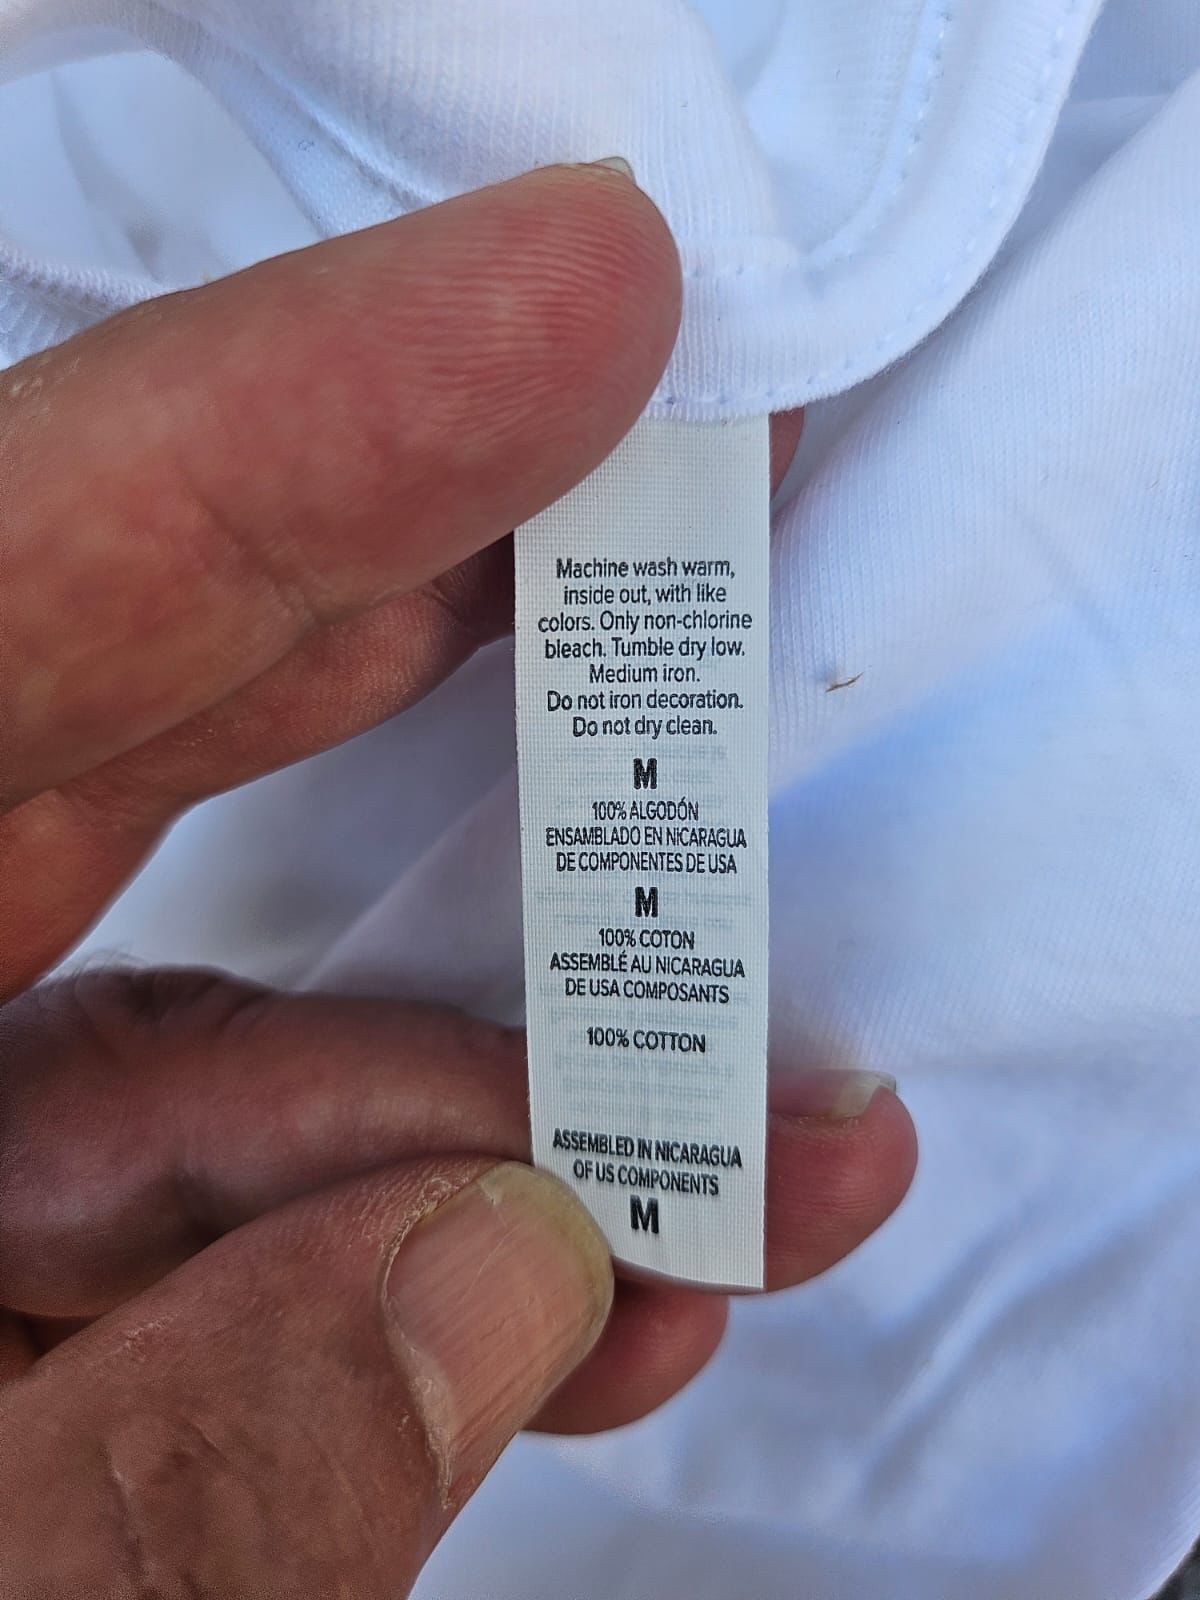 Machine wash warm,
inside out, with like
colors. Only non-chlorine
bleach. Tumble dry low.
Medium iron.
Do not iron decoration.
Do not dry clean.
M
100% ALGODÓN
ENSAMBLADO EN NICARAGUA
DE COMPONENTES DE USA
M
100% COTON
ASSEMBLÉ AU NICARAGUA
DE USA COMPOSANTS
100% COTTON
ASSEMBLED IN NICARAGUA
OF US COMPONENTS
M